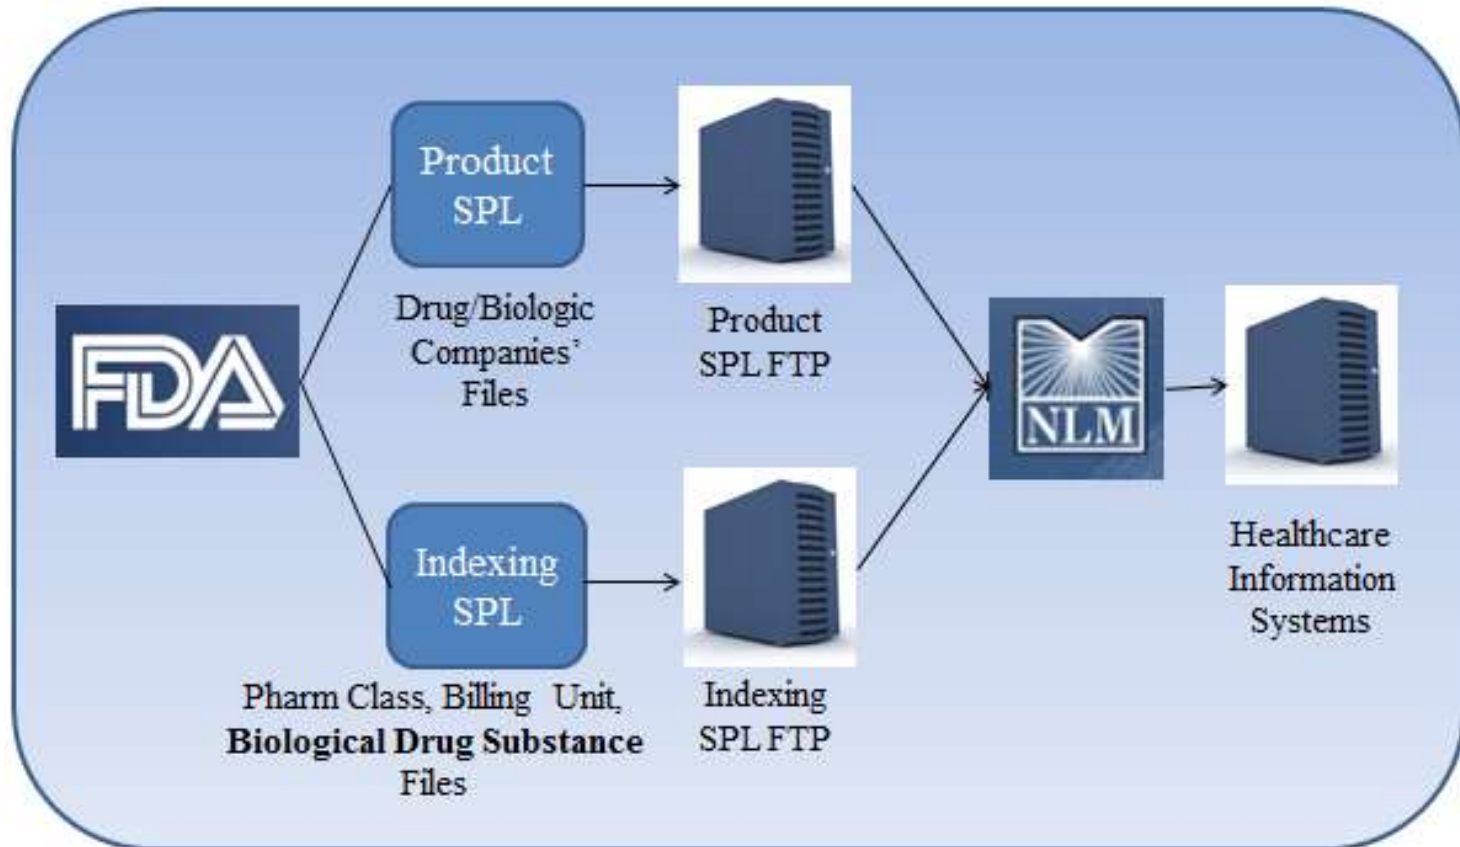 Product
SPL
Drug/Biologic
Companies'
Files
Product
SPL FTP
FDA
NLM
Healthcare
Information
Systems
Indexing
SPL
Pharm Class, Billing Unit,
Biological Drug Substance
Files
Indexing
SPL FTP